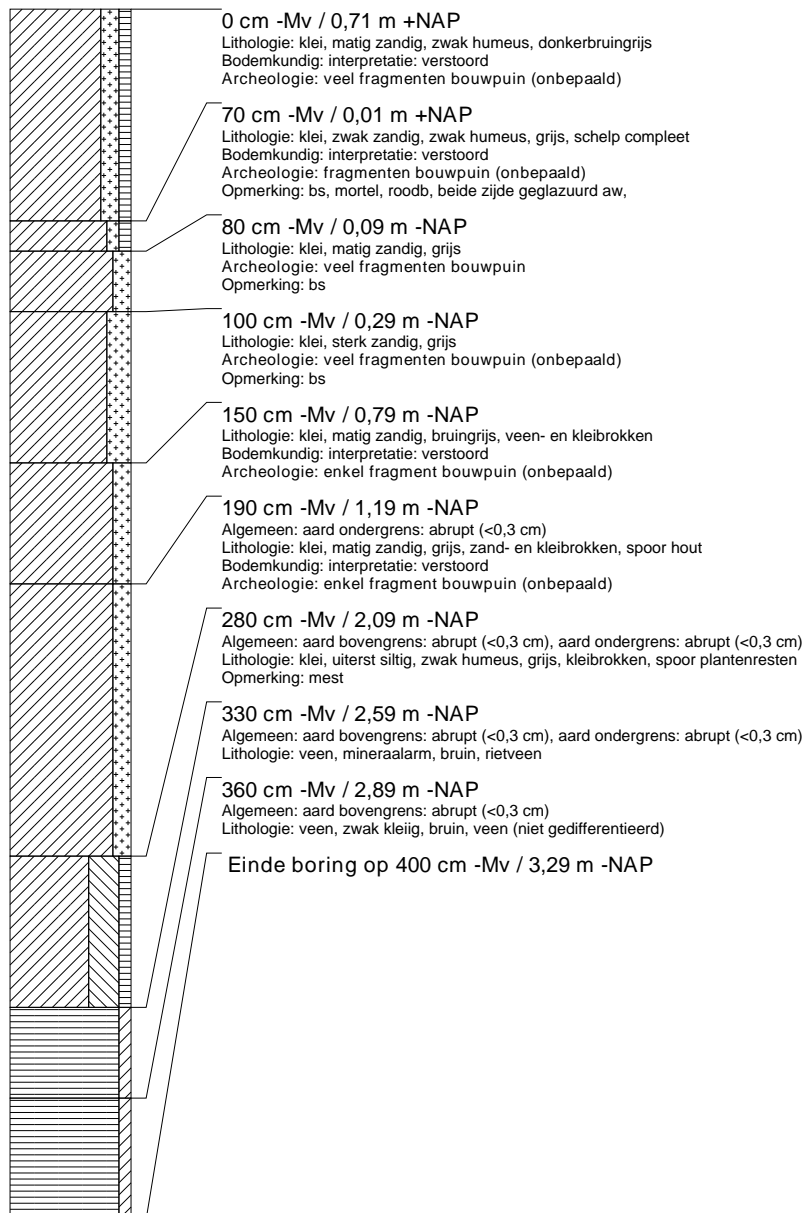 0 cm -Mv / 0,71 m +NAP
Lithologie: klei, matig zandig, zwak humeus, donkerbruingrijs
Bodemkundig: interpretatie: verstoord
Archeologie: veel fragmenten bouwpuin (onbepaald)
70 cm -Mv / 0,01 m +NAP
Lithologie: klei, zwak zandig, zwak humeus, grijs, schelp compleet
Bodemkundig: interpretatie: verstoord
Archeologie: fragmenten bouwpuin (onbepaald)
Opmerking: bs, mortel, roodb, beide zijde geglazuurd aw,
80 cm -Mv / 0,09 m -NAP
Lithologie: klei, matig zandig, grijs
Archeologie: veel fragmenten bouwpuin
Opmerking: bs
100 cm -Mv / 0,29 m -NAP
Lithologie: klei, sterk zandig, grijs
Archeologie: veel fragmenten bouwpuin (onbepaald)
Opmerking: bs
150 cm -Mv / 0,79 m -NAP
Lithologie: klei, matig zandig, bruingrijs, veen- en kleibrokken
Bodemkundig: interpretatie: verstoord
Archeologie: enkel fragment bouwpuin (onbepaald)
190 cm -Mv / 1,19 m -NAP
Algemeen: aard ondergrens: abrupt (<0,3 cm)
Lithologie: klei, matig zandig, grijs, zand- en kleibrokken, spoor hout
Bodemkundig: interpretatie: verstoord
Archeologie: enkel fragment bouwpuin (onbepaald)
280 cm -Mv / 2,09 m -NAP
Algemeen: aard bovengrens: abrupt (<0,3 cm), aard ondergrens: abrupt (<0,3 cm)
Lithologie: klei, uiterst siltig, zwak humeus, grijs, kleibrokken, spoor plantenresten
Opmerking: mest
330 cm -Mv / 2,59 m -NAP
Algemeen: aard bovengrens: abrupt (<0,3 cm), aard ondergrens: abrupt (<0,3 cm)
Lithologie: veen, mineraalarm, bruin, rietveen
360 cm -Mv / 2,89 m -NAP
Algemeen: aard bovengrens: abrupt (<0,3 cm)
Lithologie: veen, zwak kleiig, bruin, veen (niet gedifferentieerd)
Einde boring op 400 cm -Mv / 3,29 m -NAP